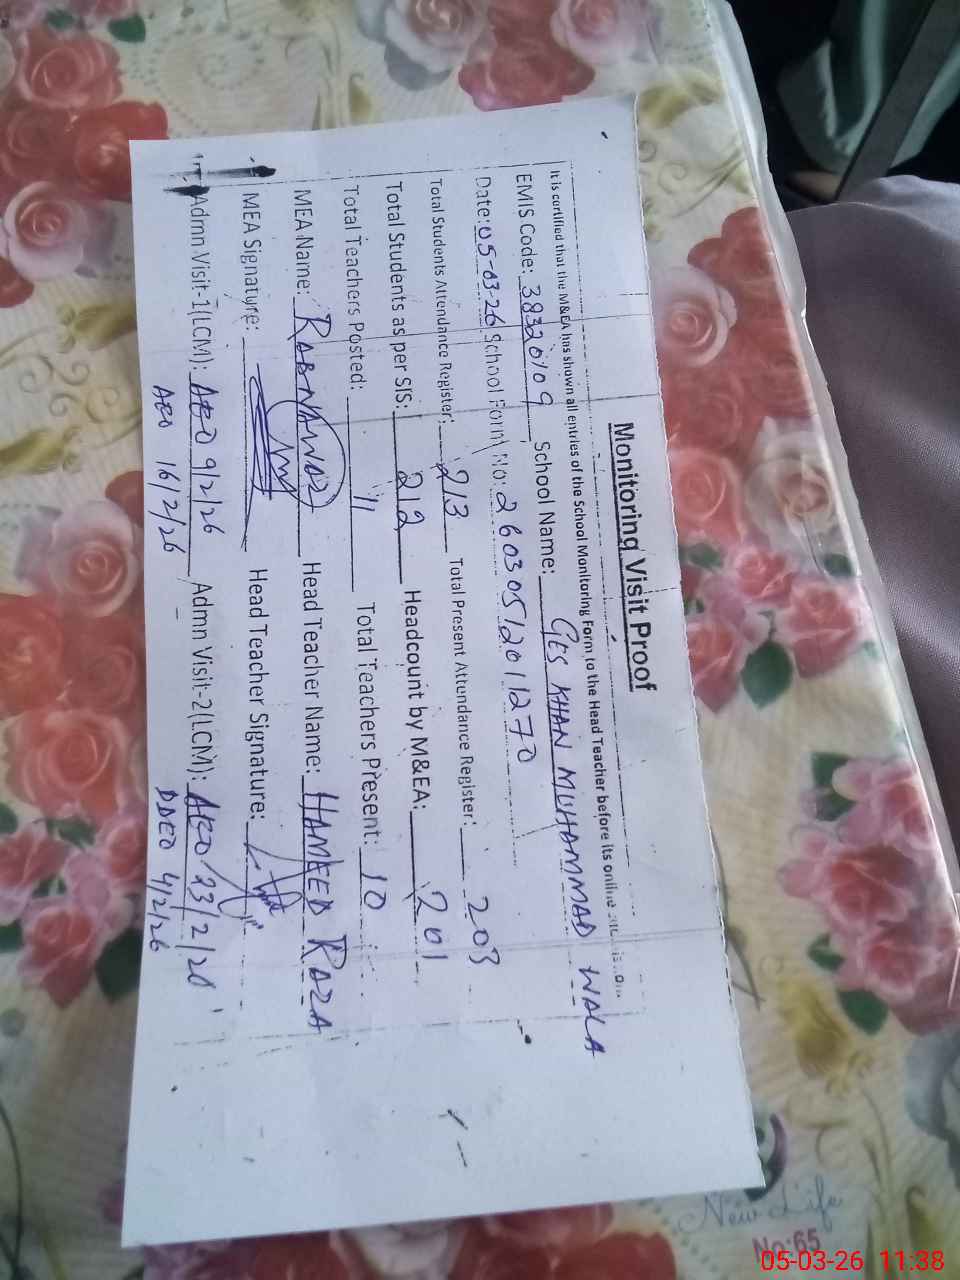 Monitoring Visit Proof
It is certified that the M&EA has shown all entries of the School Monitoring Form to the Head Teacher before its online
EMIS Code: 38320109 School Name: GES KHAN MUHAMMAD WALA
Date: 05-03-26 School Form No: 26030512011270
Total Students Attendance Register: 213 Total Present Attendance Register: 203
Total Students as per SIS: 212 Headcount by M&EA: 201
Total Teachers Posted: 11 Total Teachers Present: 10
MEA Name: RABNAWAZ Head Teacher Name: HAMEED RAZA
MEA Signature: Head Teacher Signature:
Admn Visit-1(LCM): AEO 9/2/26 Admn Visit-2(LCM): AEO 23/2/26
AEO 16/2/26 DDEO 4/2/26
New Life
No:65
05-03-26 11:38